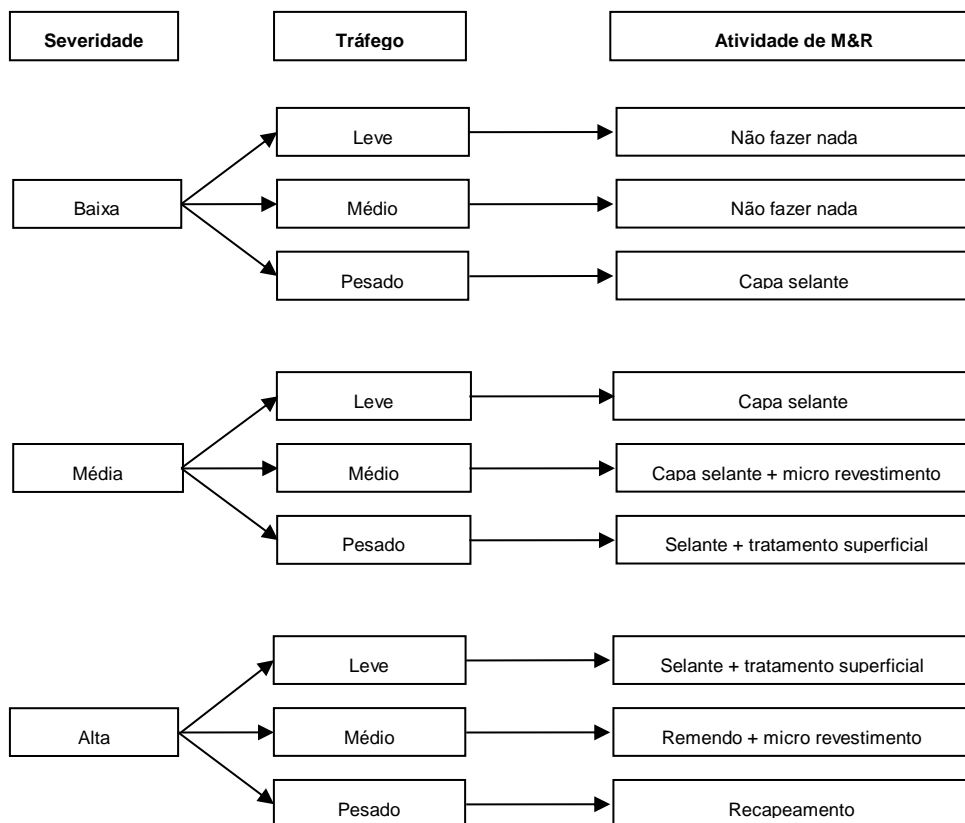 Severidade
Tráfego
Atividade de M&R
Leve
Não fazer nada
Baixa
Médio
Não fazer nada
Pesado
Capa selante
Leve
Capa selante
Média
Médio
Capa selante + micro revestimento
Pesado
Selante + tratamento superficial
Leve
Selante + tratamento superficial
Alta
Médio
Remendo + micro revestimento
Pesado
Recapeamento